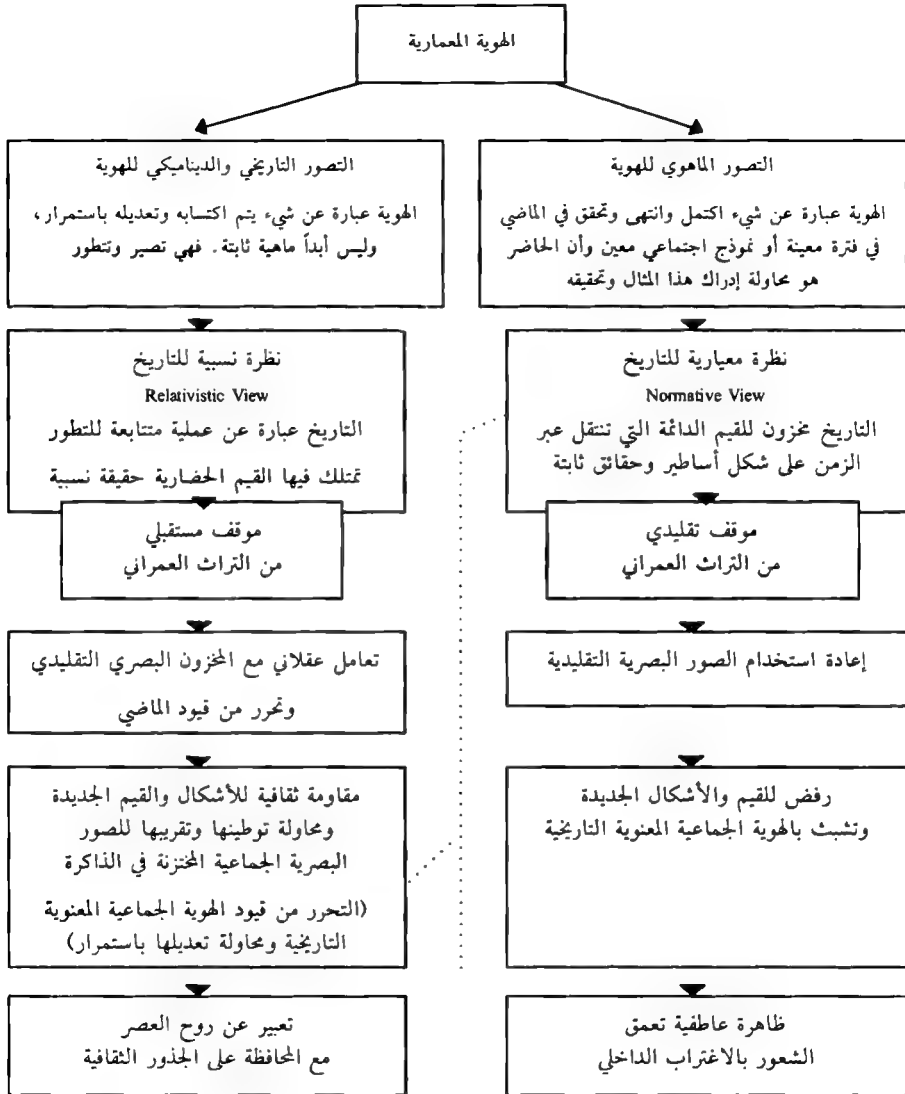 الهوية المعمارية
التصور الماهوي للهوية
الهوية عبارة عن شيء اكتمل وانتهى وتحقق في الماضي
في فترة معينة أو نموذج اجتماعي معين وأن الحاضر
هو محاولة إدراك هذا المثال وتحقيقه
نظرة معيارية للتاريخ
Normative View
التاريخ مخزون للقيم الدائمة التي تنتقل عبر
الزمن على شكل أساطير وحقائق ثابتة
موقف تقليدي
من التراث العمراني
إعادة استخدام الصور البصرية التقليدية
رفض للقيم والأشكال الجديدة
وتشبث بالهوية الجماعية المعنوية التاريخية
ظاهرة عاطفية تعمق
الشعور بالاغتراب الداخلي
التصور التاريخي والديناميكي للهوية
الهوية عبارة عن شيء يتم اكتسابه وتعديله باستمرار،
وليس أبداً ماهية ثابتة. فهي تصير وتتطور
نظرة نسبية للتاريخ
Relativistic View
التاريخ عبارة عن عملية متتابعة للتطور
تمتلك فيها القيم الحضارية حقيقة نسبية
موقف مستقبلي
من التراث العمراني
تعامل عقلاني مع المخزون البصري التقليدي
وتحرر من قيود الماضي
مقاومة ثقافية للأشكال والقيم الجديدة
ومحاولة توطينها وتقريبها للصور
البصرية الجماعية المختزنة في الذاكرة
(التحرر من قيود الهوية الجماعية المعنوية
التاريخية ومحاولة تعديلها باستمرار)
تعبير عن روح العصر
مع المحافظة على الجذور الثقافية